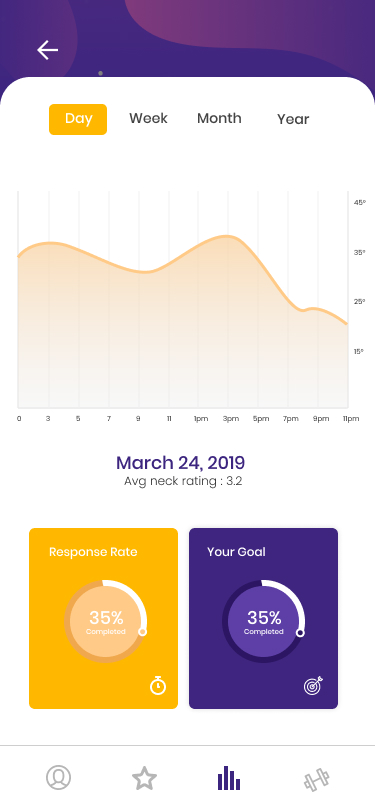 Day Week Month Year
45°
35°
25°
15°
0 3 5 7 9 11 1pm 3pm 5pm 7pm 9pm 11pm
March 24, 2019
Avg neck rating : 3.2
Response Rate
35%
Completed
Your Goal
35%
Completed